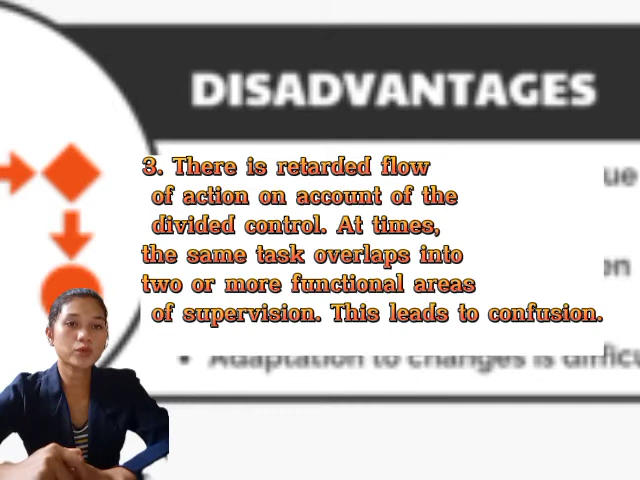 DISADVANTAGES
3. There is retarded flow
of action on account of the
divided control. At times,
the same task overlaps into
two or more functional areas
of supervision. This leads to confusion.
Adaptation to changes is